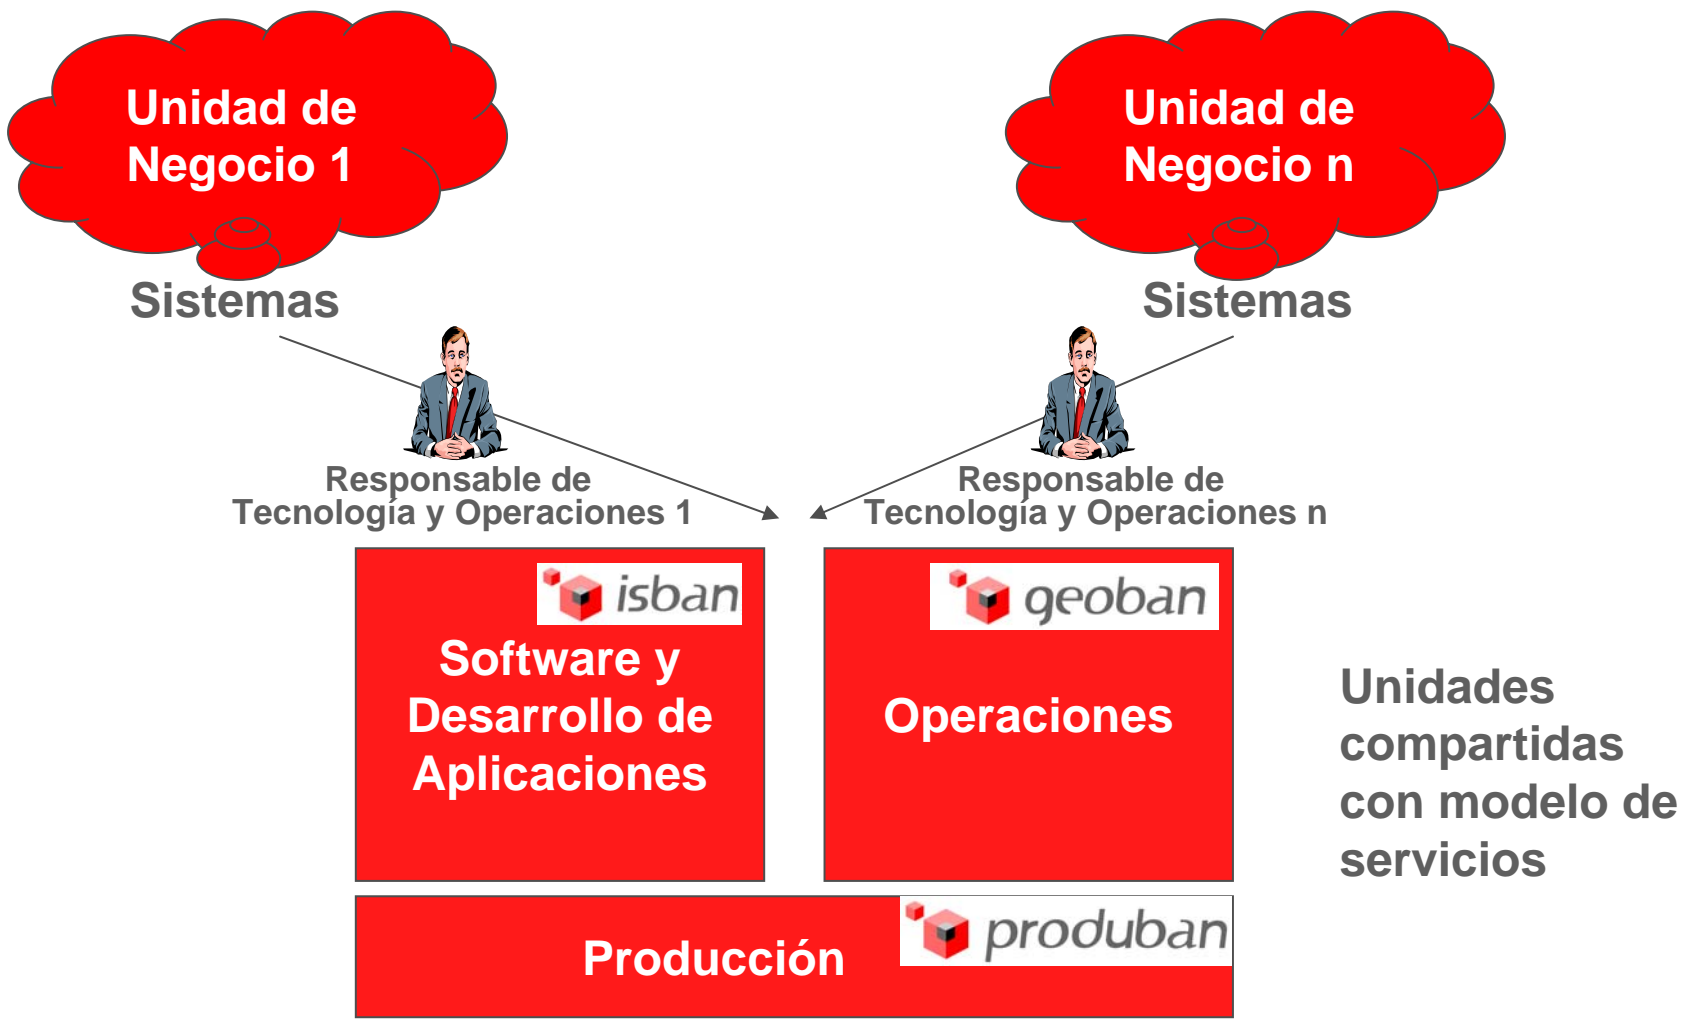 Unidad de
Negocio 1
Unidad de
Negocio n
Sistemas
Sistemas
Responsable de
Tecnología y Operaciones 1
Responsable de
Tecnología y Operaciones n
isban
Software y
Desarrollo de
Aplicaciones
geoban
Operaciones
Unidades
compartidas
con modelo de
servicios
produban
Producción